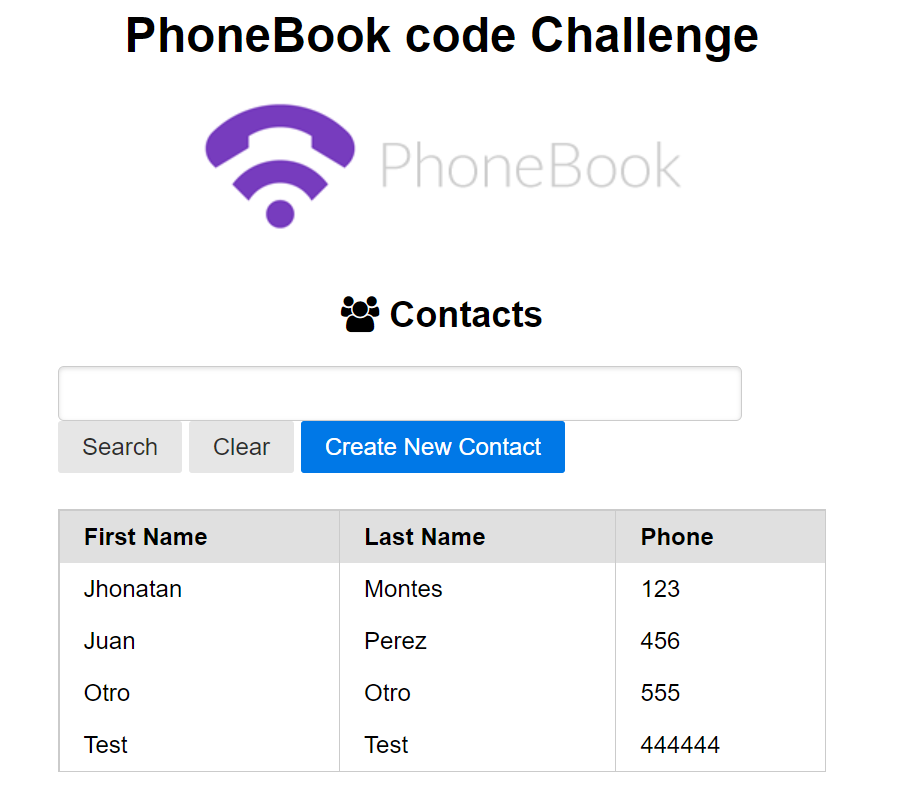 PhoneBook code Challenge
PhoneBook
Contacts
Search Clear Create New Contact
First Name Last Name Phone
Jhonatan Montes 123
Juan Perez 456
Otro Otro 555
Test Test 444444